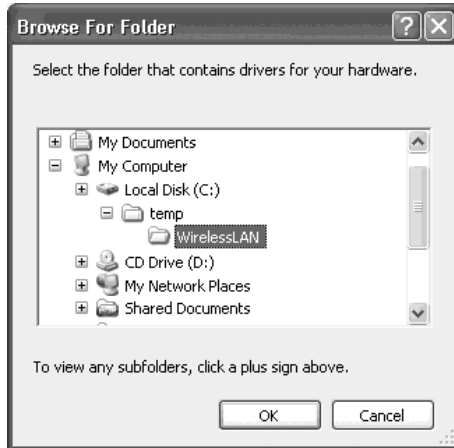 Browse For Folder
Select the folder that contains drivers for your hardware.
My Documents
My Computer
Local Disk (C:)
temp
WirelessLAN
CD Drive (D:)
My Network Places
Shared Documents
To view any subfolders, click a plus sign above.
OK Cancel